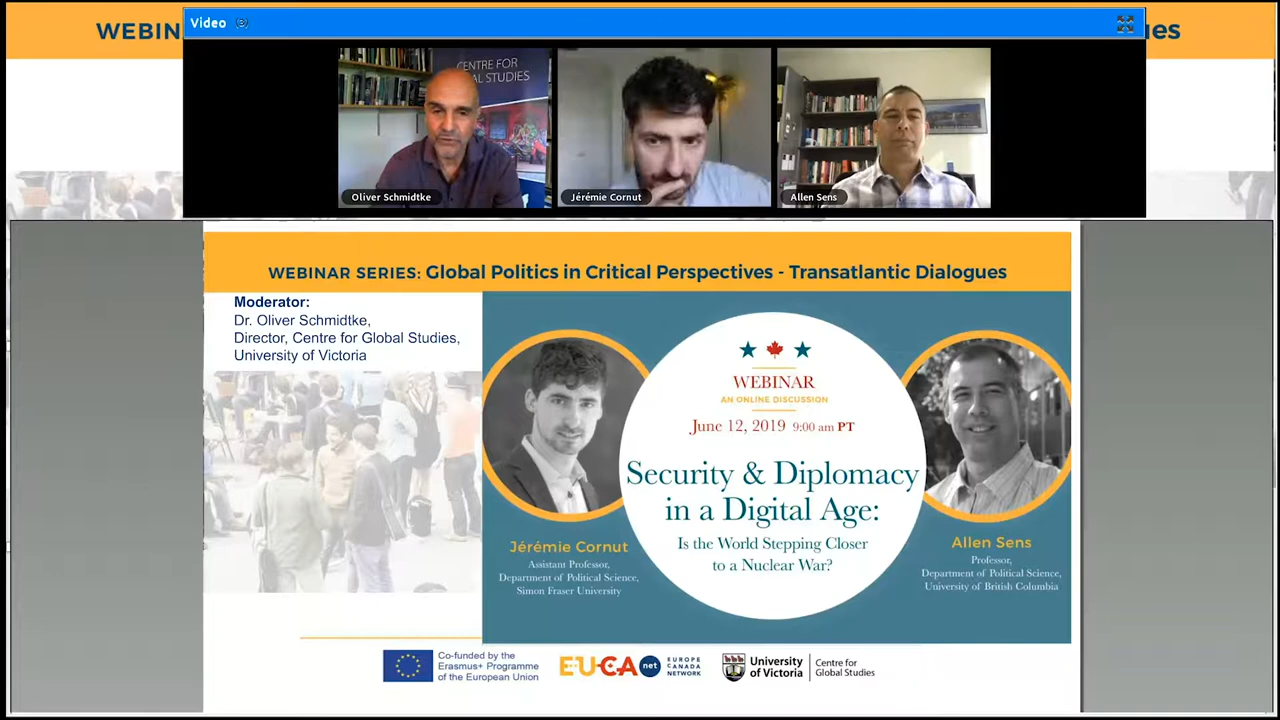 WEBIN
Video (3)
ues
CENTRE FOR
AL STUDIES
Oliver Schmidtke
Jérémie Cornut
Allen Sens
WEBINAR SERIES: Global Politics in Critical Perspectives - Transatlantic Dialogues
Moderator:
Dr. Oliver Schmidtke,
Director, Centre for Global Studies,
University of Victoria
WEBINAR
AN ONLINE DISCUSSION
June 12, 2019 9:00 am PT
Security & Diplomacy
in a Digital Age:
Is the World Stepping Closer
to a Nuclear War?
Jérémie Cornut
Assistant Professor,
Department of Political Science,
Simon Fraser University
Allen Sens
Professor,
Department of Political Science,
University of British Columbia
Co-funded by the
Erasmus+ Programme
of the European Union
EUCA net
EUROPE
CANADA
NETWORK
University
of Victoria
Centre for
Global Studies